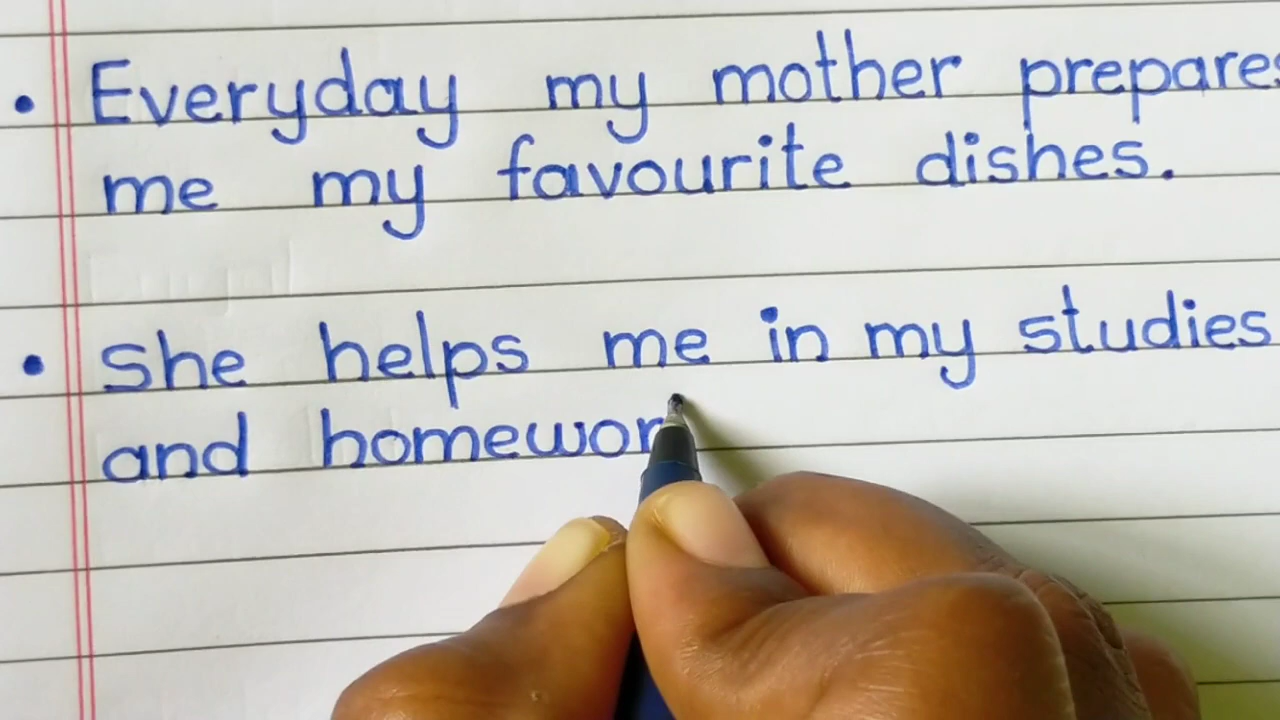 • Everyday my mother prepares
me my favourite dishes.
• She helps me in my studies
and homewor